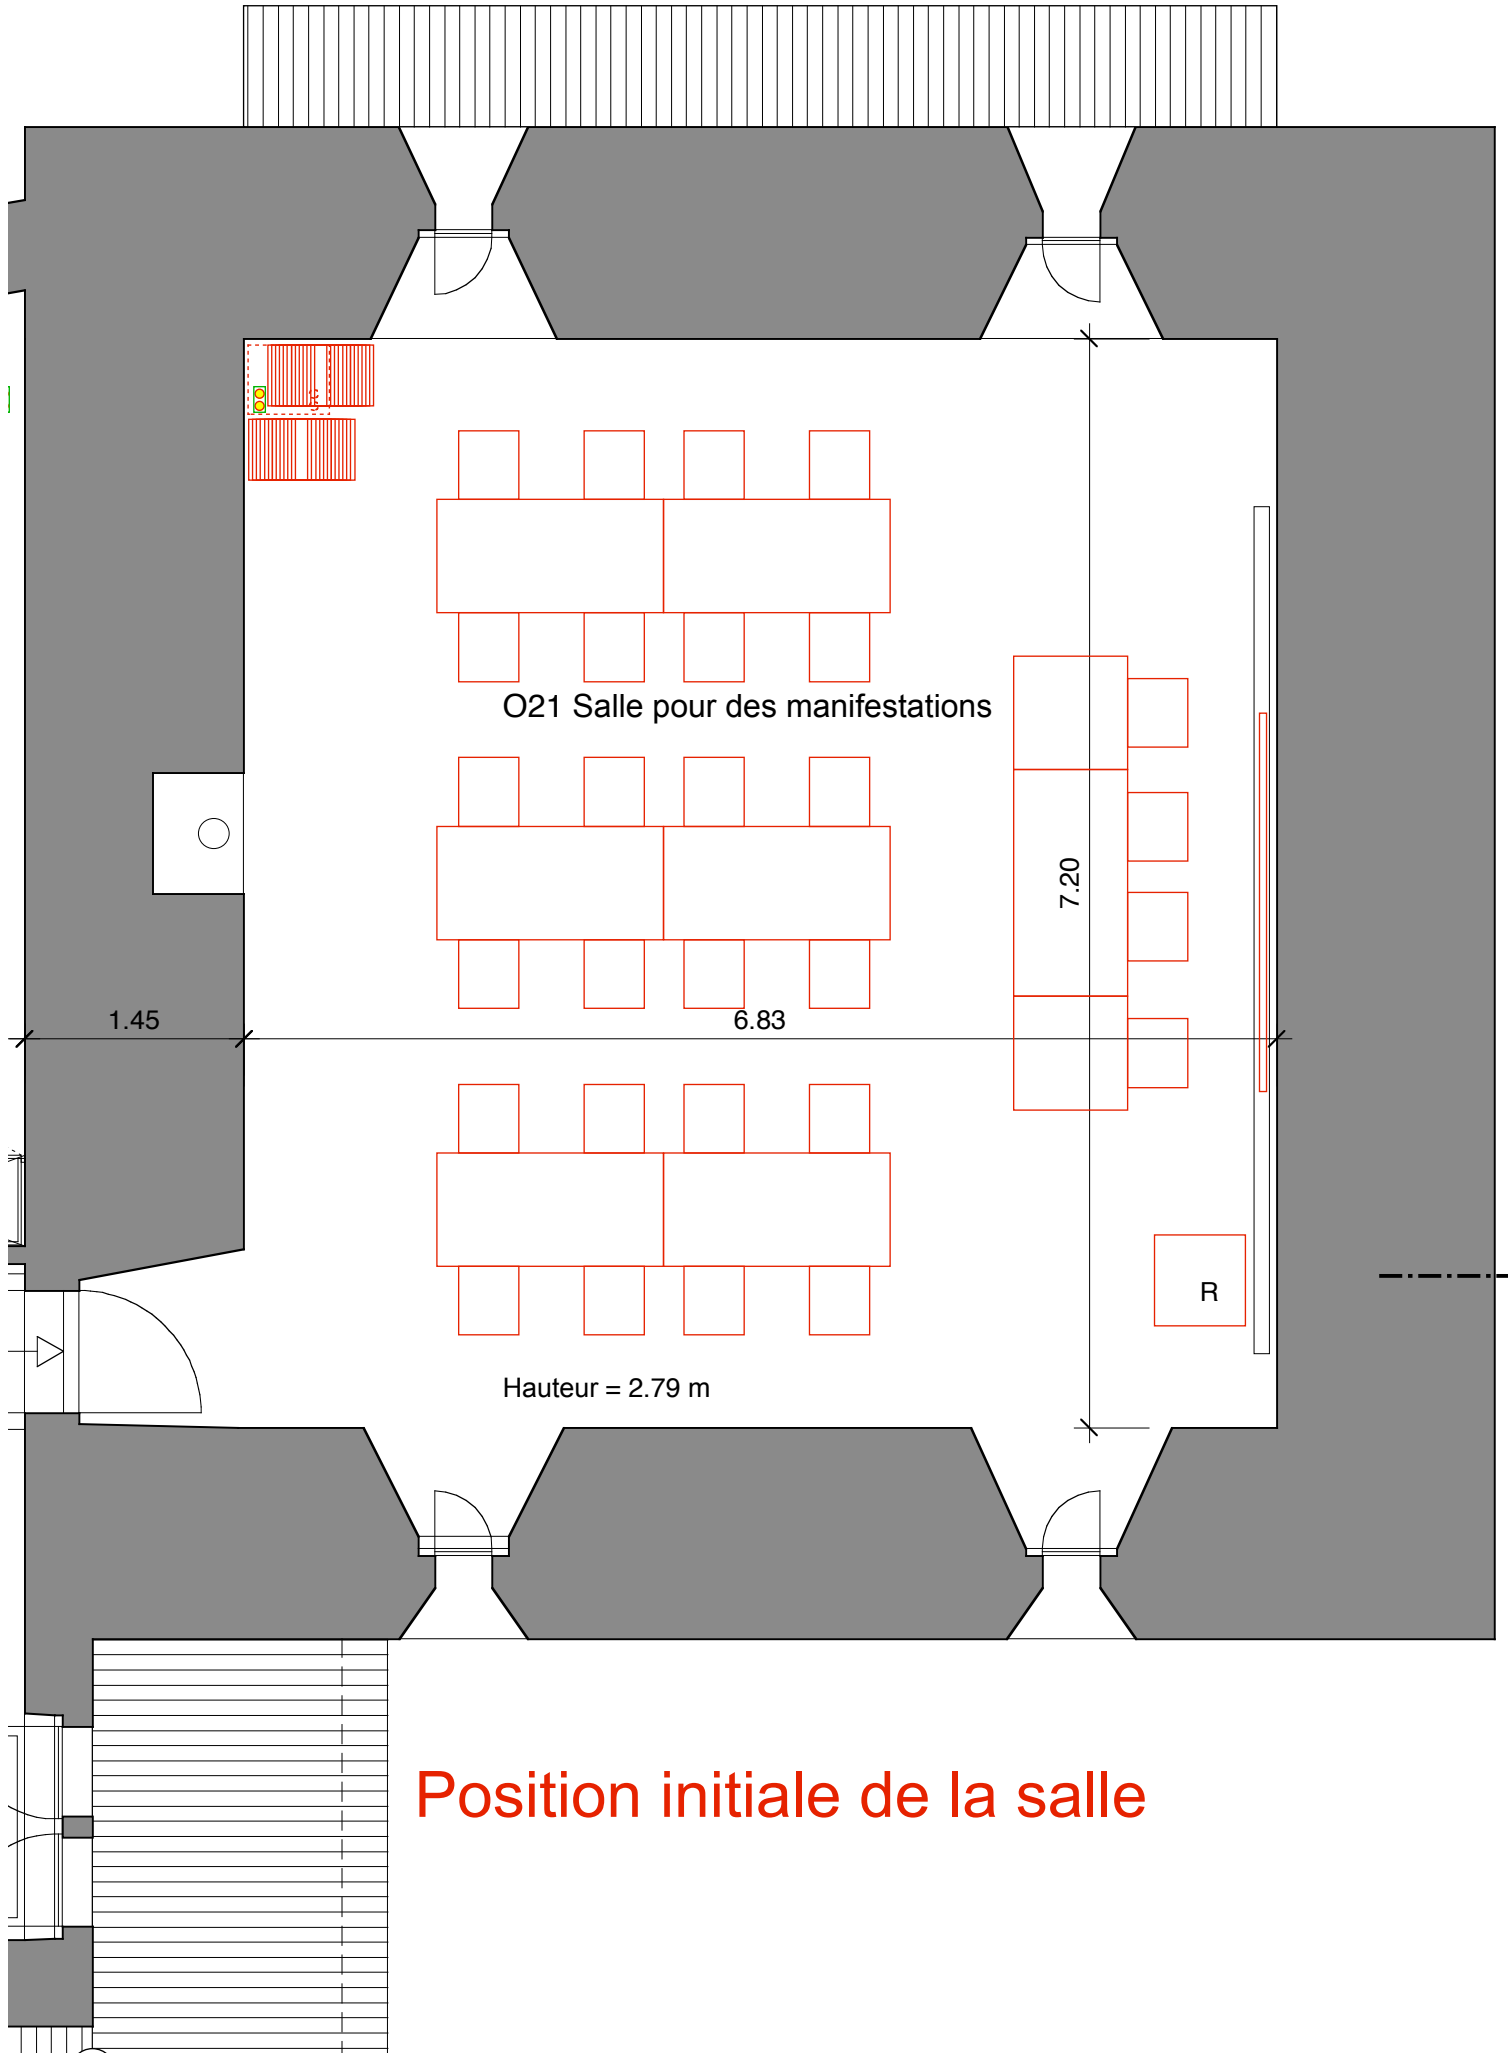 O21 Salle pour des manifestations
7.20
1.45
6.83
R
Hauteur = 2.79 m
Position initiale de la salle